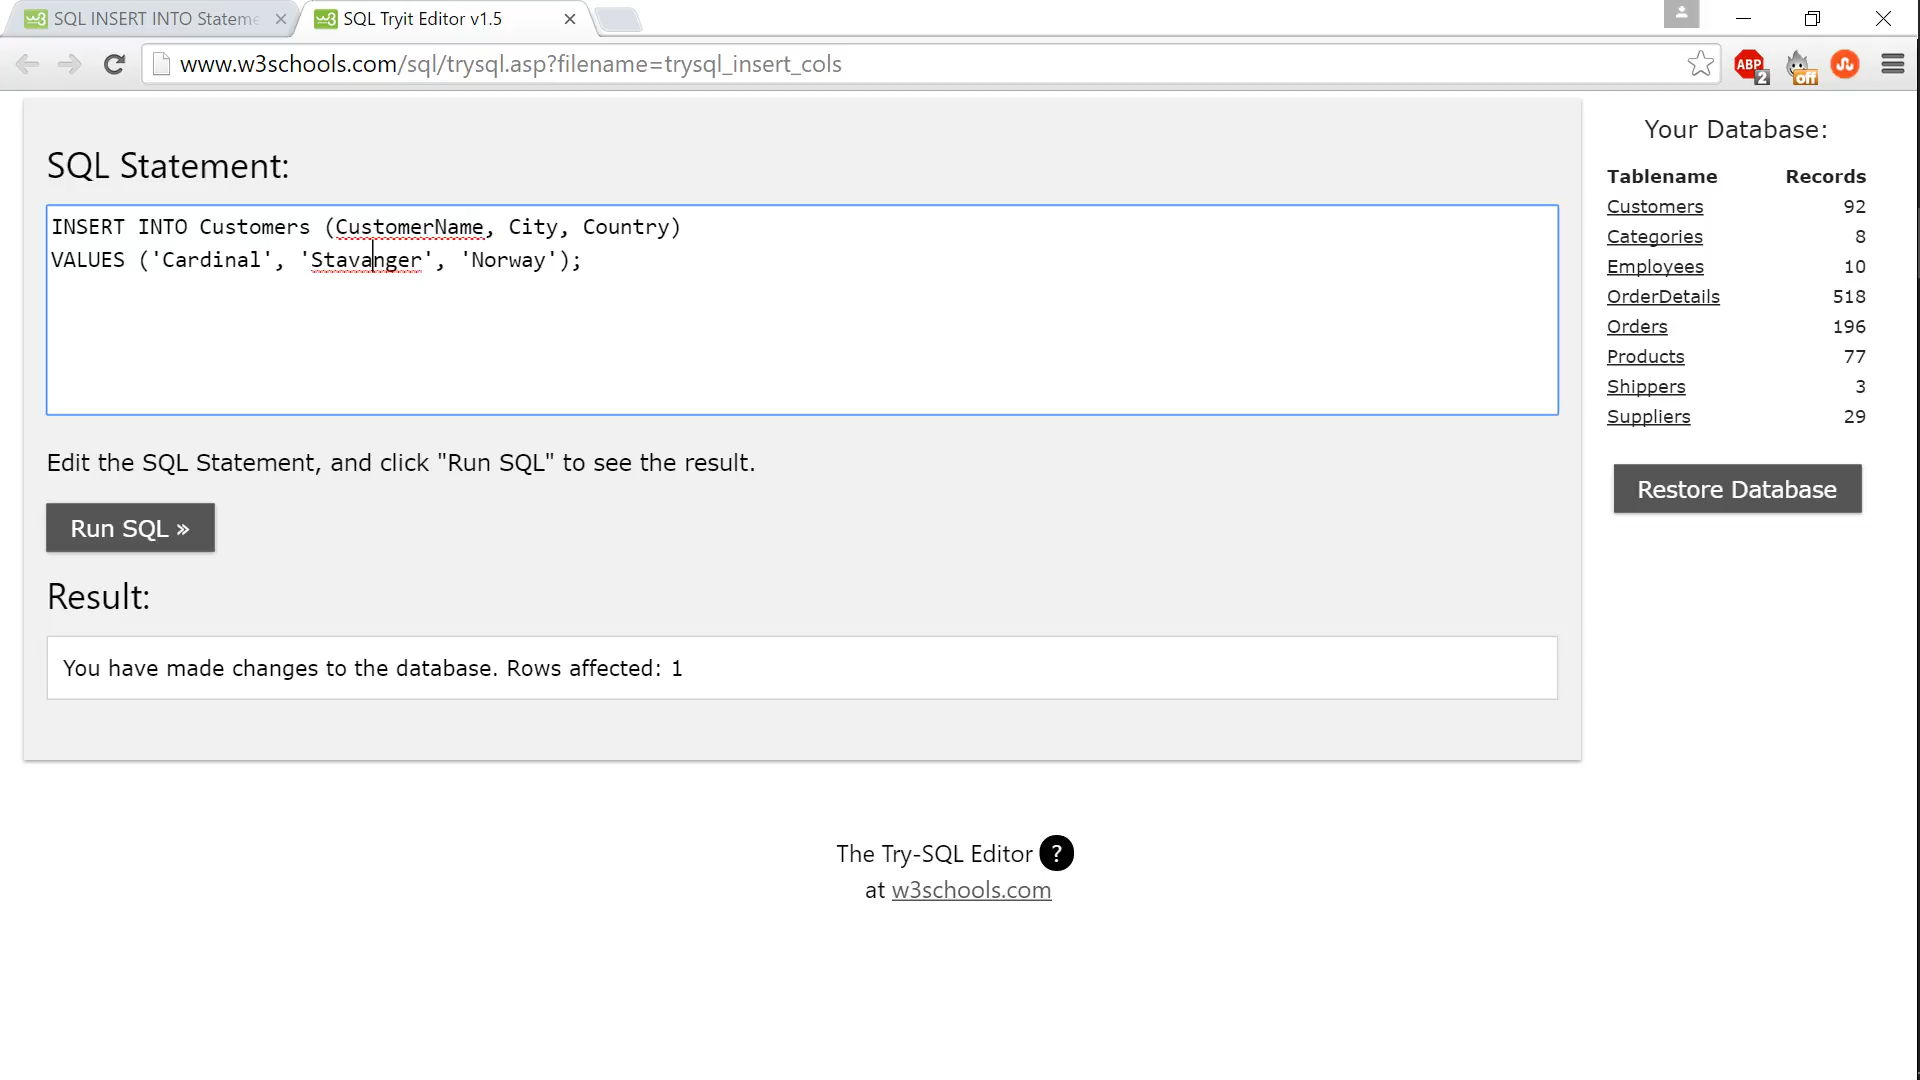 SQL INSERT INTO Stateme
SQL Tryit Editor v1.5
www.w3schools.com/sql/trysql.asp?filename=trysql_insert_cols
ABP
2
off
SQL Statement:
INSERT INTO Customers (CustomerName, City, Country)
VALUES ('Cardinal', 'Stavanger', 'Norway');
Edit the SQL Statement, and click "Run SQL" to see the result.
Run SQL »
Result:
You have made changes to the database. Rows affected: 1
Your Database:
Tablename Records
Customers 92
Categories 8
Employees 10
OrderDetails 518
Orders 196
Products 77
Shippers 3
Suppliers 29
Restore Database
The Try-SQL Editor ?
at w3schools.com